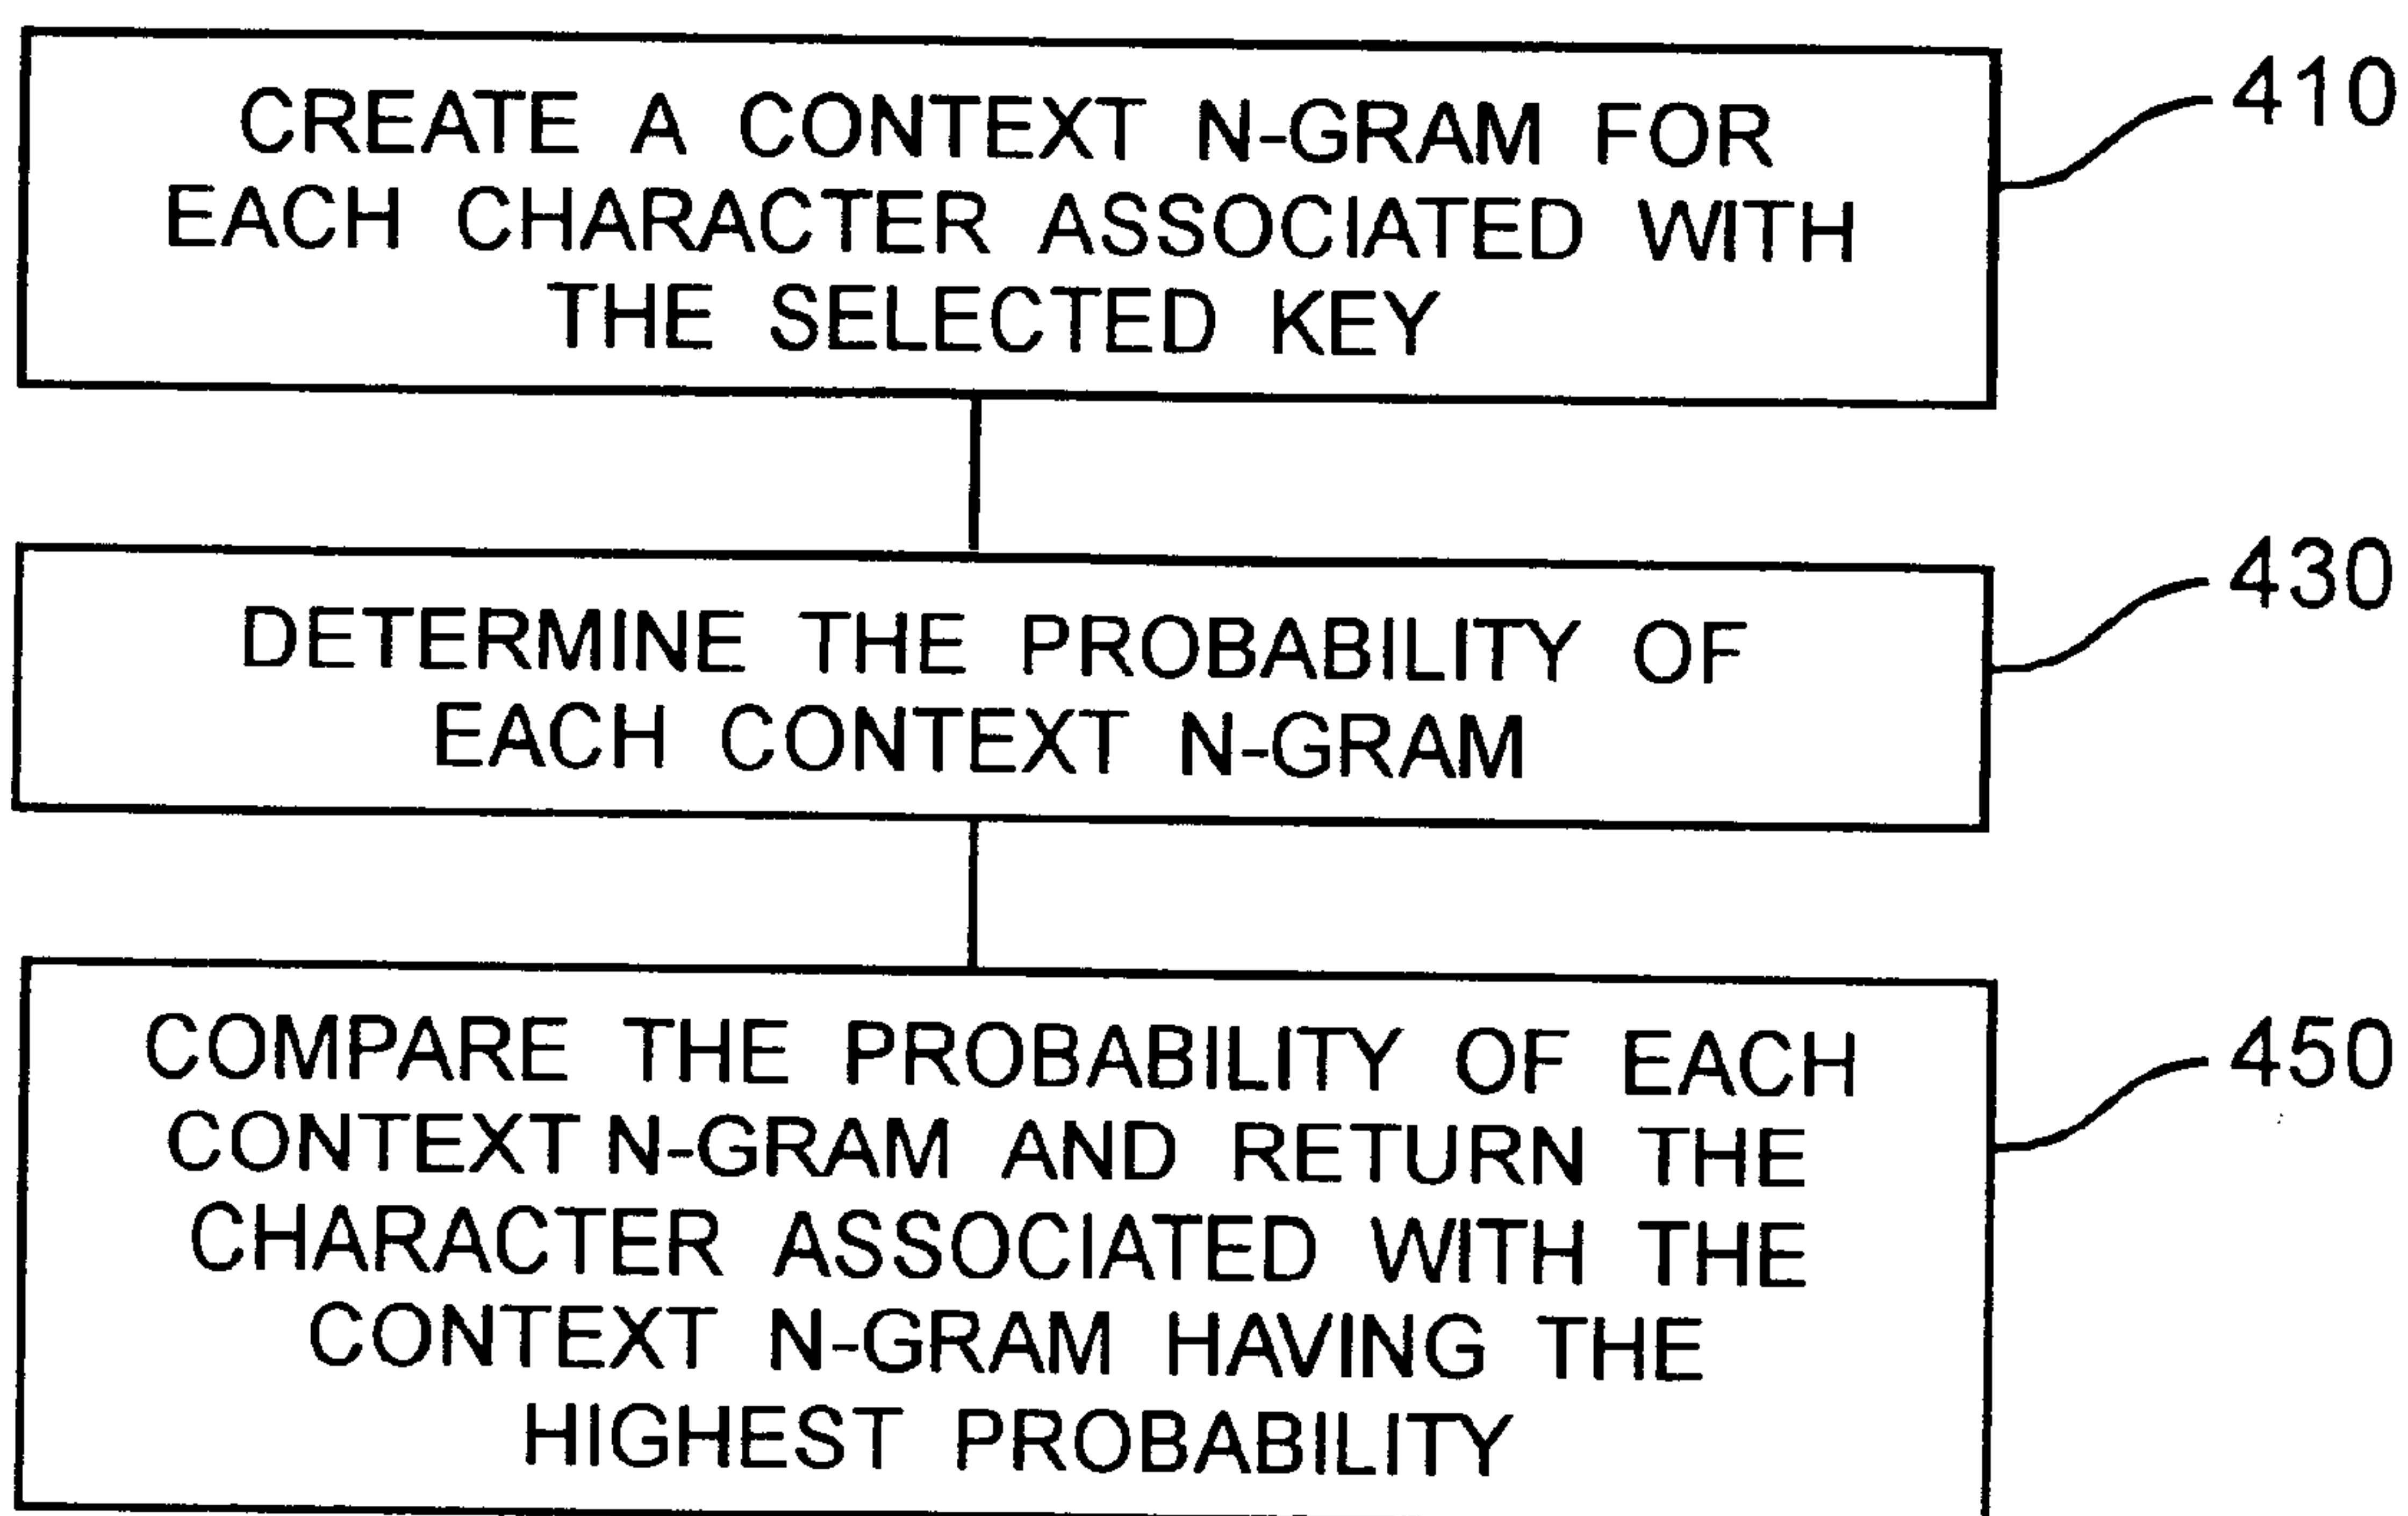 CREATE A CONTEXT N-GRAM FOR
EACH CHARACTER ASSOCIATED WITH
THE SELECTED KEY
410
DETERMINE THE PROBABILITY OF
EACH CONTEXT N-GRAM
430
COMPARE THE PROBABILITY OF EACH
CONTEXT N-GRAM AND RETURN THE
CHARACTER ASSOCIATED WITH THE
CONTEXT N-GRAM HAVING THE
HIGHEST PROBABILITY
450